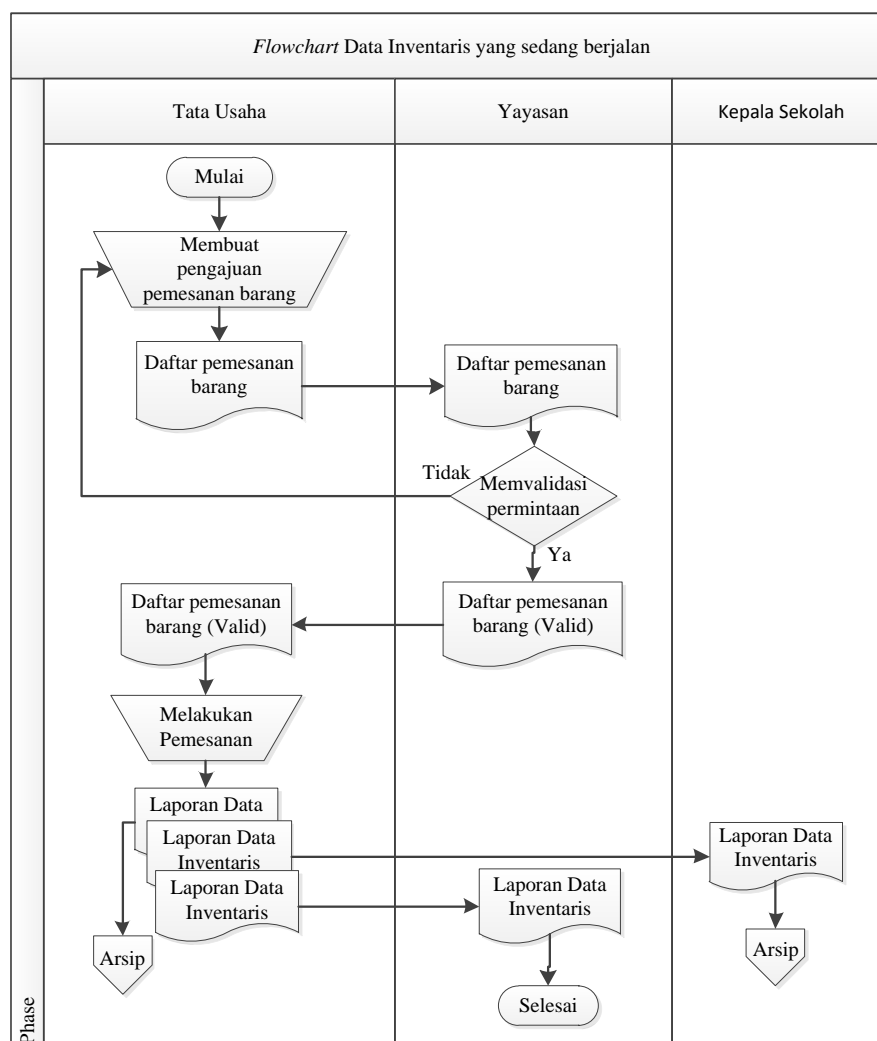 Flowchart Data Inventaris yang sedang berjalan
Tata Usaha
Yayasan
Kepala Sekolah
Mulai
Membuat
pengajuan
pemesanan barang
Daftar pemesanan
barang
Daftar pemesanan
barang
Tidak
Memvalidasi
permintaan
Ya
Daftar pemesanan
barang (Valid)
Daftar pemesanan
barang (Valid)
Melakukan
Pemesanan
Laporan Data
Laporan Data
Inventaris
Laporan Data
Inventaris
Laporan Data
Inventaris
Laporan Data
Inventaris
Arsip
Arsip
Selesai
Phase